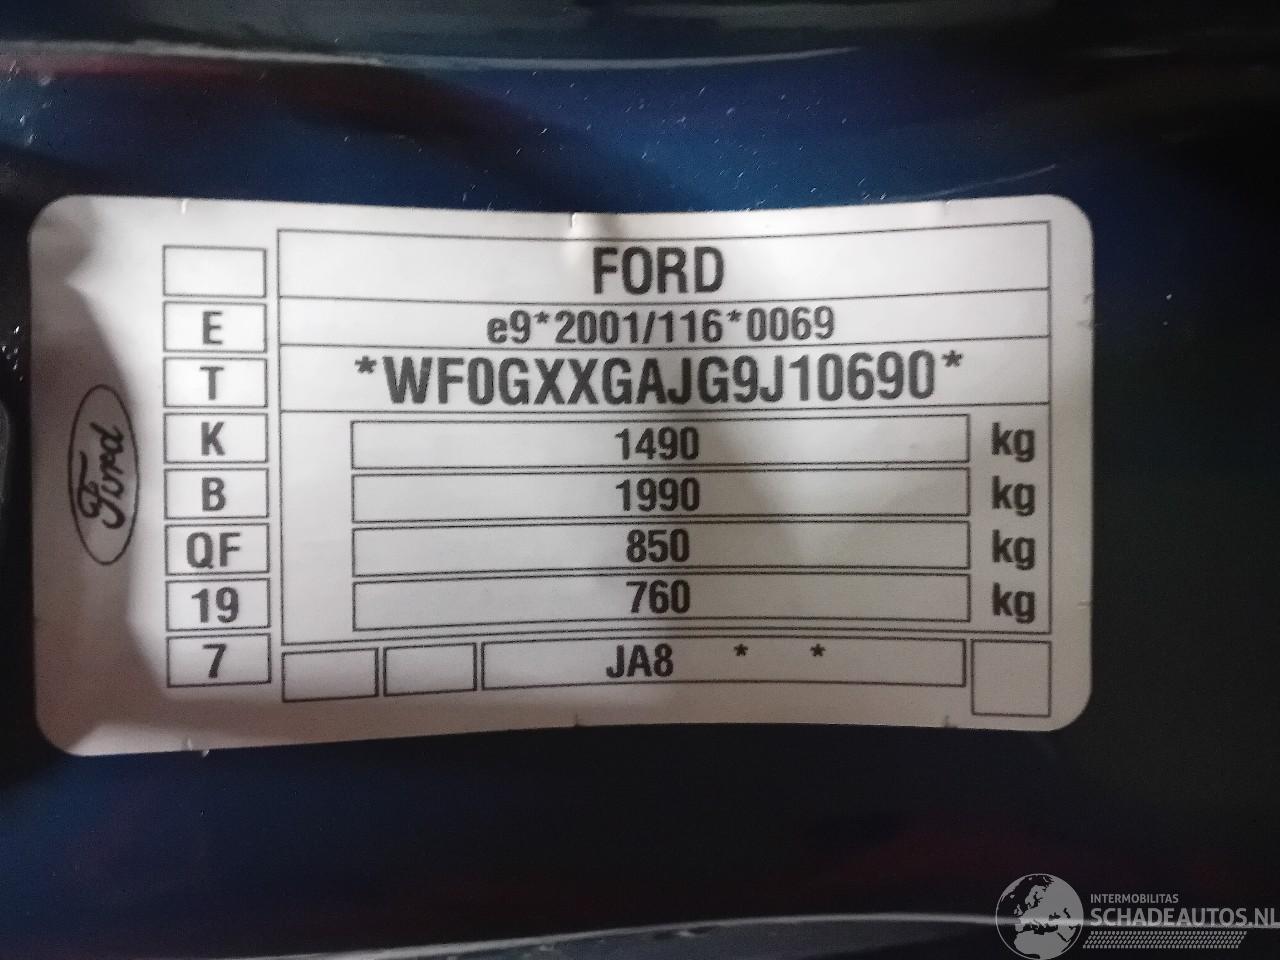 FORD
E e9*2001/116*0069
T *WF0GXXGAJG9J10690*
K 1490 kg
B 1990 kg
QF 850 kg
19 760 kg
7 JA8 * *
Ford
INTERMOBILITAS
SCHADEAUTOS.NL